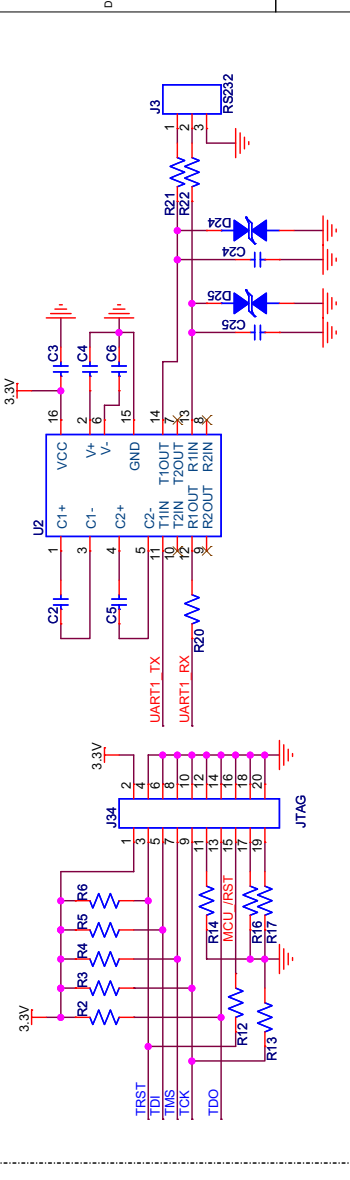 D
J3
RS232
1
2
3
R21
R22
D24
C24
D25
C25
3.3V
C3
C4
C6
16
2
6
15
14
7
13
8
VCC
V+
V-
GND
T1OUT
T2OUT
R1IN
R2IN
U2
C1+
C1-
C2+
C2-
T1IN
T2IN
R1OUT
R2OUT
1
3
4
5
11
10
12
9
C2
C5
R20
UART1_TX
UART1_RX
3.3V
J34
JTAG
2
4
6
8
10
12
14
16
18
20
1
3
5
7
9
11
13
15
17
19
3.3V
R6
R5
R4
R3
R2
R14
MCU_/RST
R16
R17
R12
R13
TRST
TDI
TMS
TCK
TDO